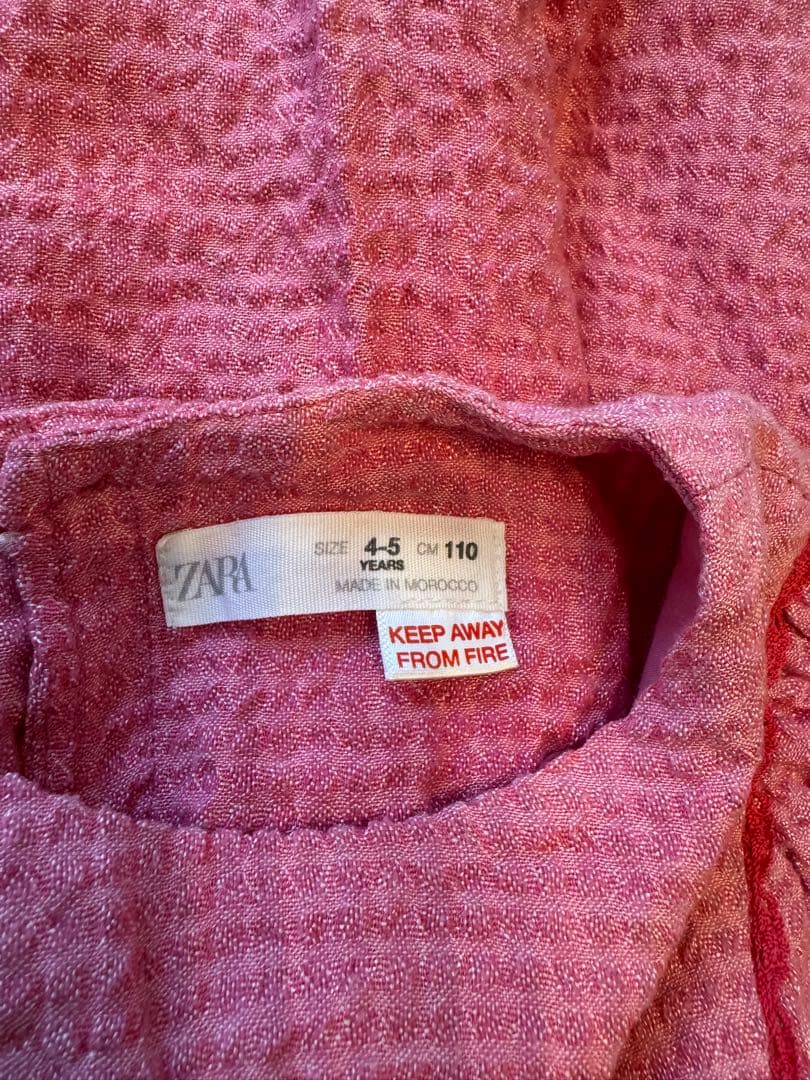 ZARA
SIZE 4-5 CM 110
YEARS
MADE IN MOROCCO
KEEP AWAY
FROM FIRE